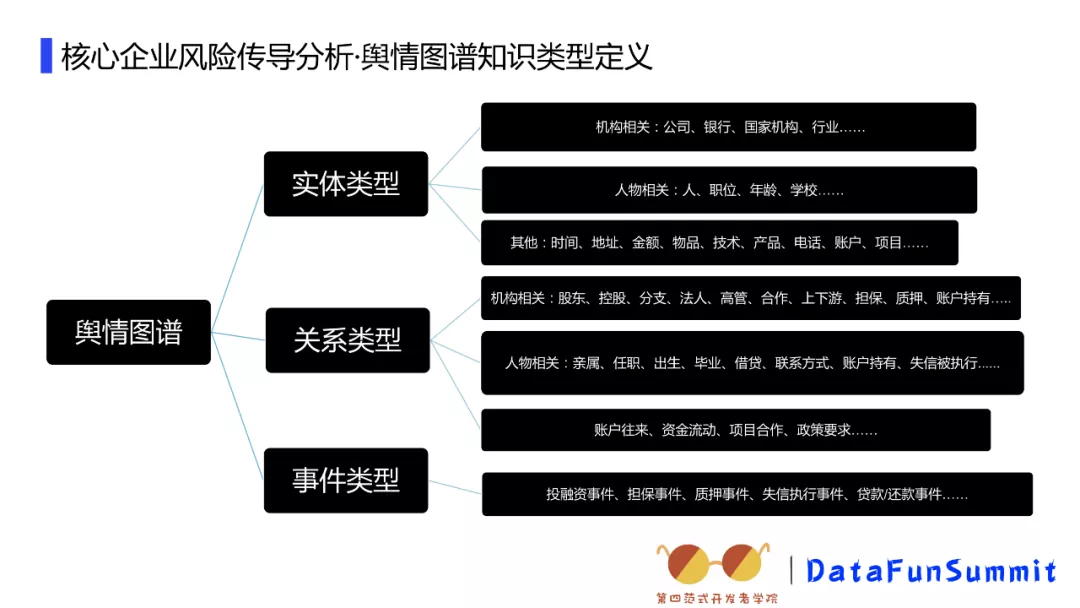 核心企业风险传导分析·舆情图谱知识类型定义
机构相关：公司、银行、国家机构、行业……
实体类型
人物相关：人、职位、年龄、学校……
其他：时间、地址、金额、物品、技术、产品、电话、账户、项目……
机构相关：股东、控股、分支、法人、高管、合作、上下游、担保、质押、账户持有…..
舆情图谱
关系类型
人物相关：亲属、任职、出生、毕业、借贷、联系方式、账户持有、失信被执行……
账户往来、资金流动、项目合作、政策要求……
事件类型
投融资事件、担保事件、质押事件、失信执行事件、贷款/还款事件……
第四范式开发者学院
DataFunSummit